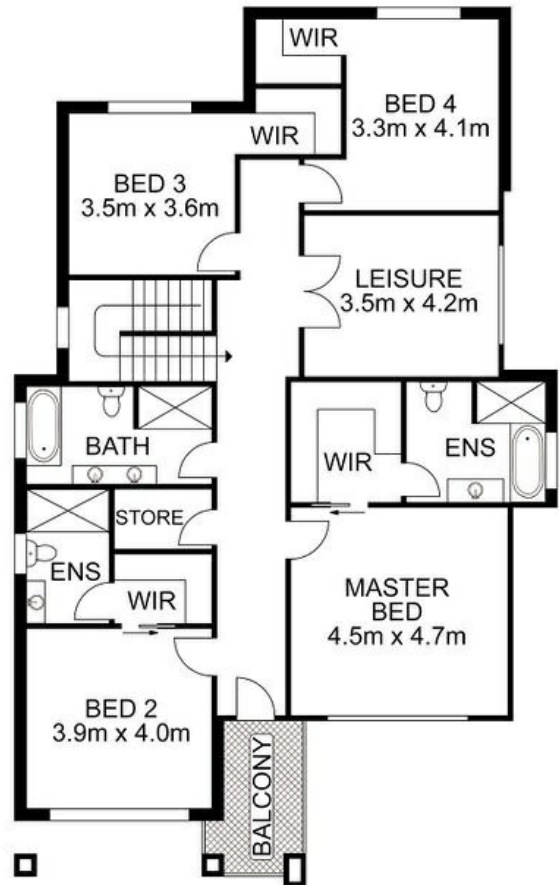 WIR
BED 4
3.3m x 4.1m
WIR
BED 3
3.5m x 3.6m
LEISURE
3.5m x 4.2m
BATH
WIR
ENS
STORE
ENS
WIR
MASTER
BED
4.5m x 4.7m
BED 2
3.9m x 4.0m
BALCONY